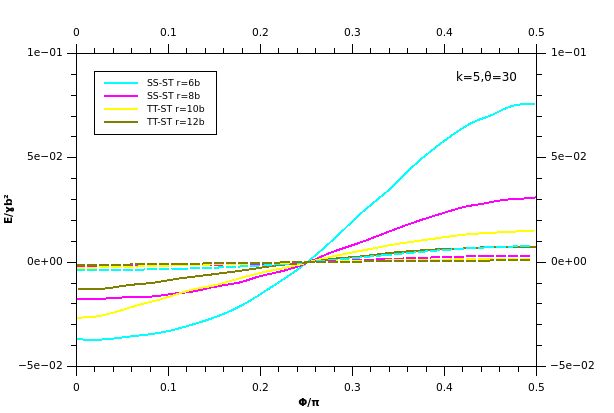 0 0.1 0.2 0.3 0.4 0.5
1e−01 1e−01
k=5,θ=30
SS-ST r=6b
SS-ST r=8b
TT-ST r=10b
TT-ST r=12b
5e−02 5e−02
E/γb²
0e+00 0e+00
−5e−02 −5e−02
0 0.1 0.2 0.3 0.4 0.5
Φ/π